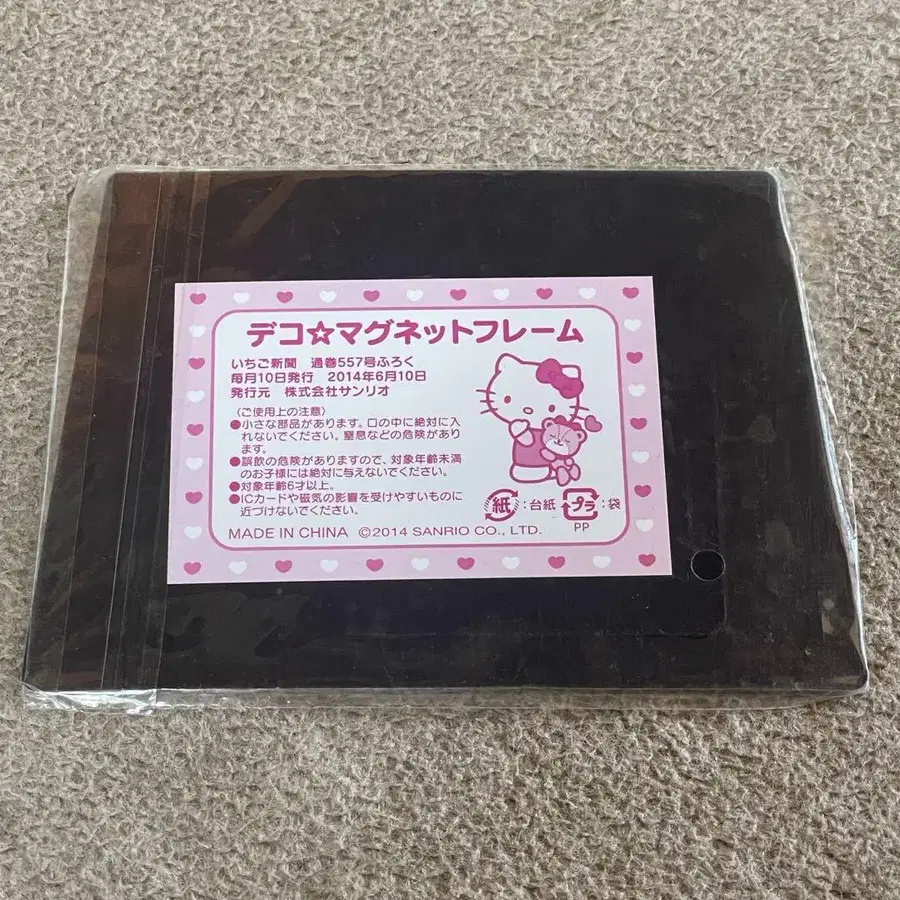 デコ☆マグネットフレーム
いちご新聞 通巻557号ふろく
毎月10日発行 2014年6月10日
発行元 株式会社サンリオ
〈ご使用上の注意〉
●小さな部品があります。口の中に絶対に入
れないでください。窒息などの危険があり
ます。
●誤飲の危険がありますので、対象年齢未満
のお子様には絶対に与えないでください。
●対象年齢6才以上。
●ICカードや磁気の影響を受けやすいものに
近づけないでください。
紙:台紙 プラ:袋
PP
MADE IN CHINA ©2014 SANRIO CO., LTD.